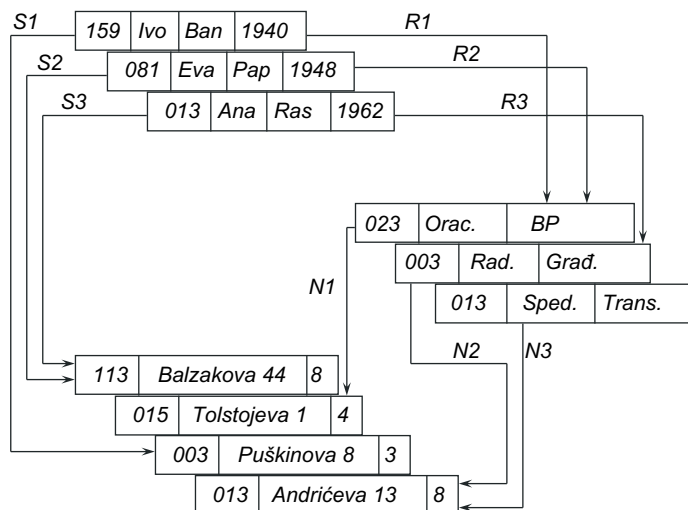 S1 159 Ivo Ban 1940 R1
S2 081 Eva Pap 1948 R2
S3 013 Ana Ras 1962 R3
023 Orac. BP
003 Rad. Građ.
N1 013 Sped. Trans.
N2 N3
113 Balzakova 44 8
015 Tolstojeva 1 4
003 Puškinova 8 3
013 Andrićeva 13 8